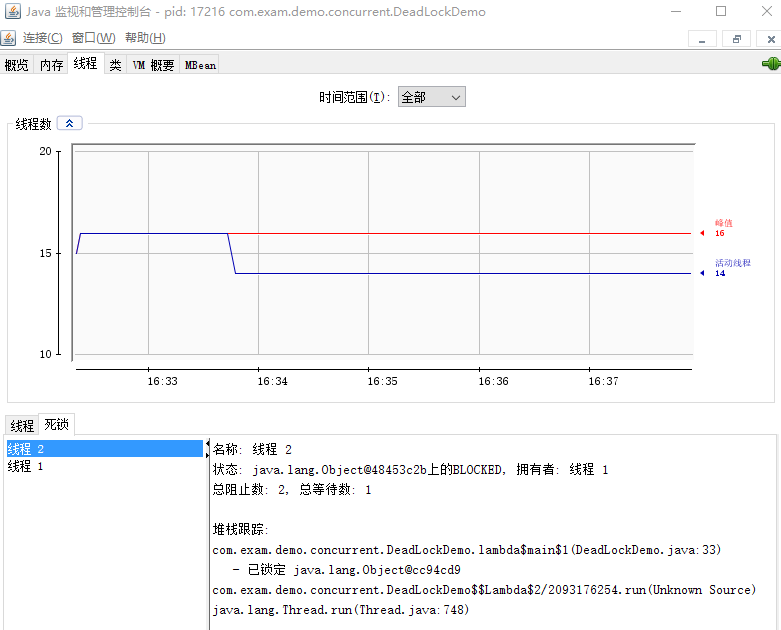 Java 监视和管理控制台 - pid: 17216 com.exam.demo.concurrent.DeadLockDemo
连接(C) 窗口(W) 帮助(H)
概览 内存 线程 类 VM 概要 MBean
时间范围(T): 全部
线程数
20
15
10
峰值
16
活动线程
14
16:33 16:34 16:35 16:36 16:37
线程 死锁
线程 2
线程 1
名称: 线程 2
状态: java.lang.Object@48453c2b上的BLOCKED, 拥有者: 线程 1
总阻止数: 2, 总等待数: 1
堆栈跟踪:
com.exam.demo.concurrent.DeadLockDemo.lambda$main$1(DeadLockDemo.java:33)
- 已锁定 java.lang.Object@cc94cd9
com.exam.demo.concurrent.DeadLockDemo$$Lambda$2/2093176254.run(Unknown Source)
java.lang.Thread.run(Thread.java:748)